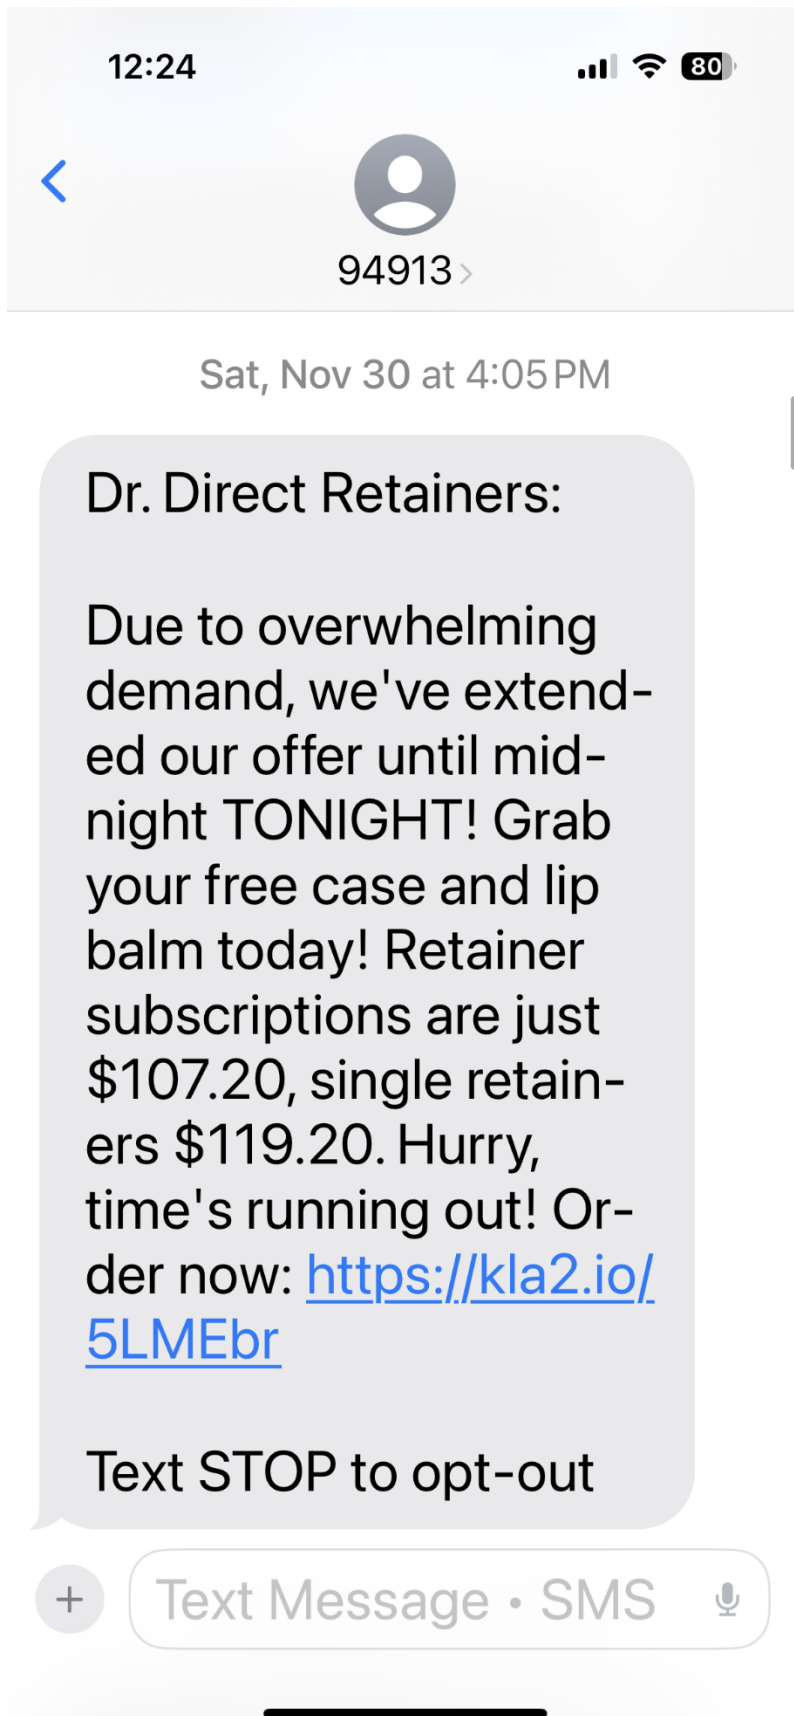 12:24
80
94913
Sat, Nov 30 at 4:05 PM
Dr. Direct Retainers:
Due to overwhelming
demand, we've extend-
ed our offer until mid-
night TONIGHT! Grab
your free case and lip
balm today! Retainer
subscriptions are just
$107.20, single retain-
ers $119.20. Hurry,
time's running out! Or-
der now: https://kla2.io/
5LMEbr
Text STOP to opt-out
Text Message • SMS